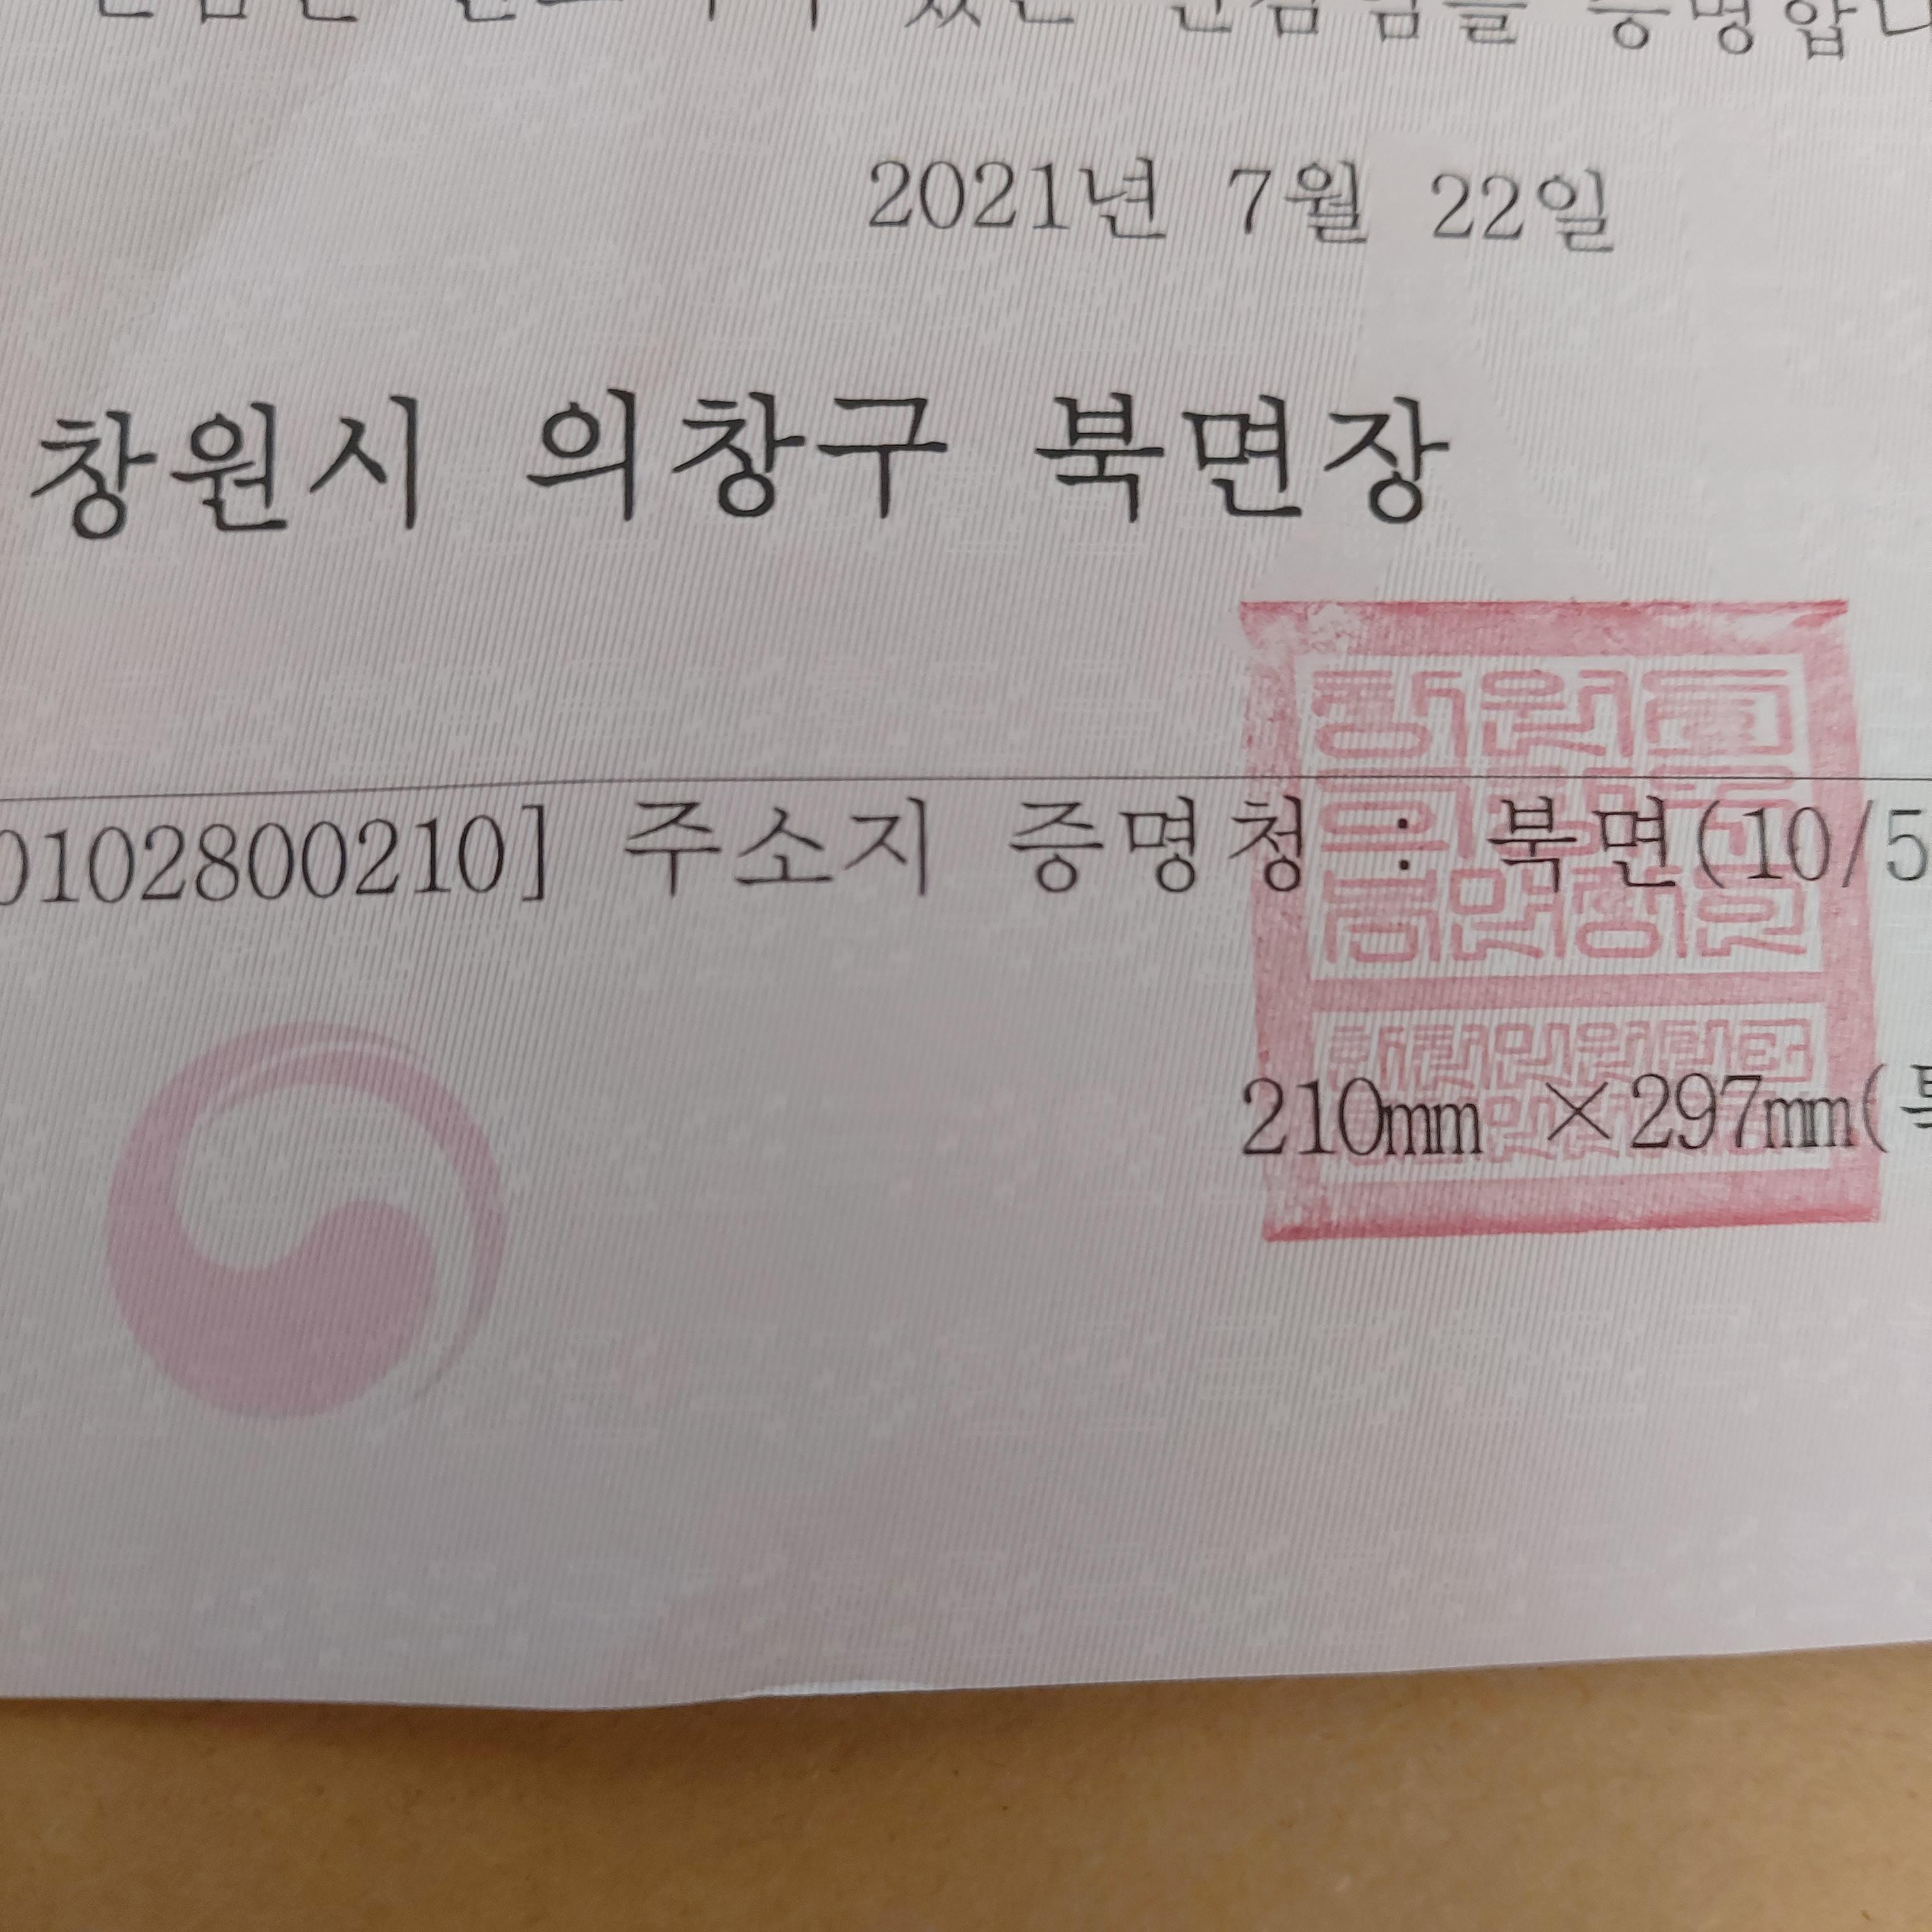 2021년 7월 22일
창원시 의창구 북면장
0102800210] 주소지 증명청 : 북면(10/5
210mm ×297mm(